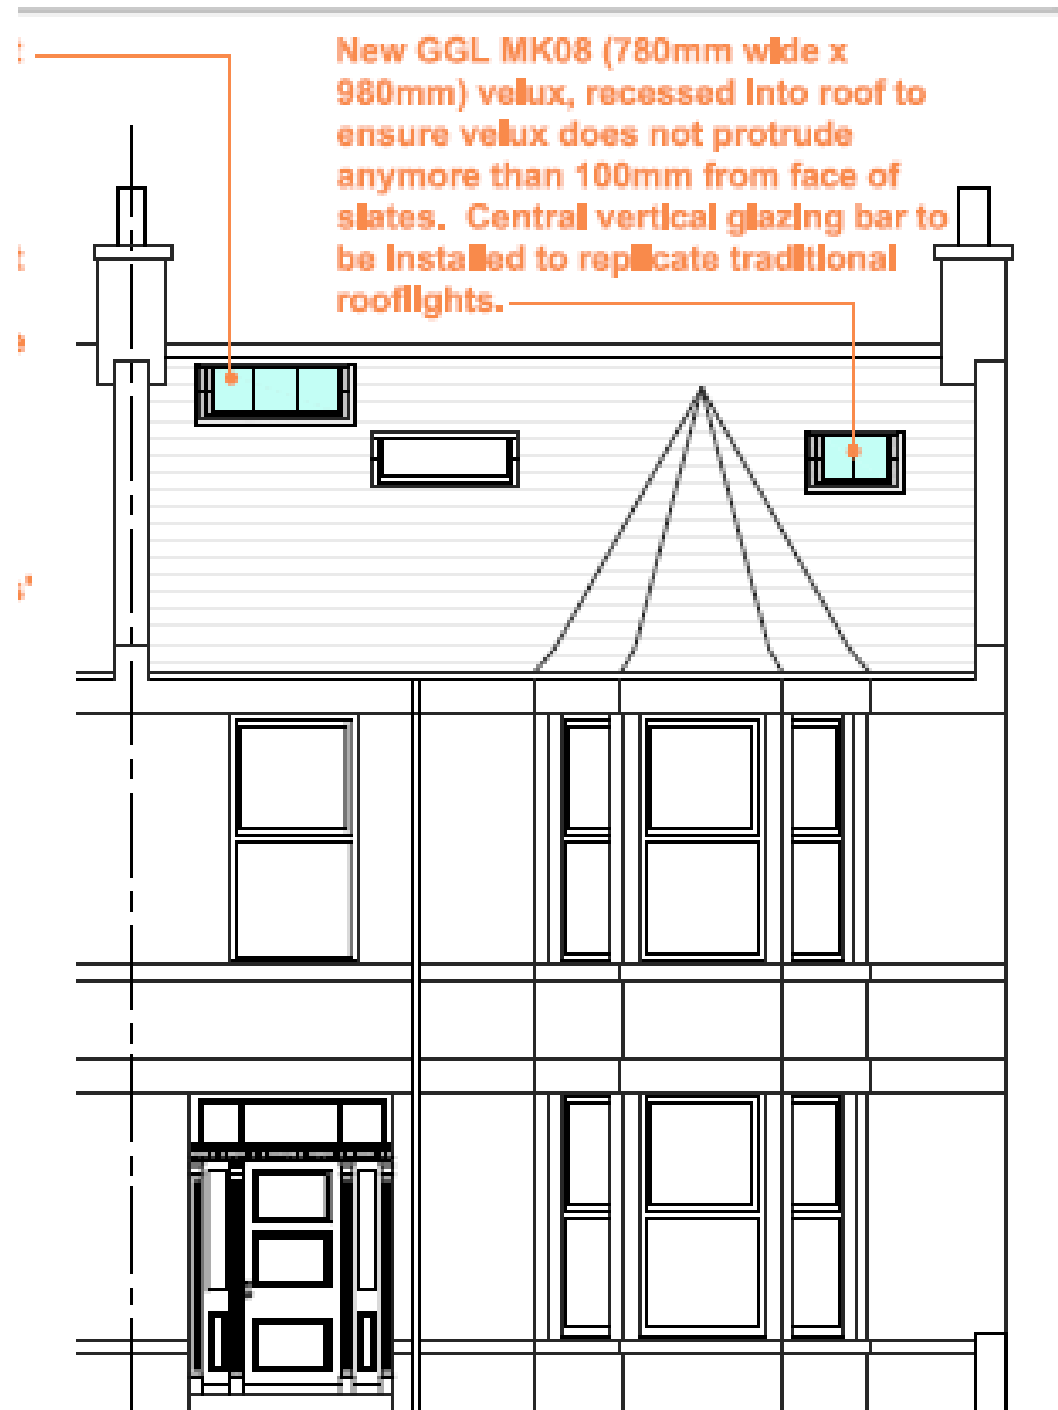 New GGL MK08 (780mm wide x
980mm) velux, recessed into roof to
ensure velux does not protrude
anymore than 100mm from face of
slates. Central vertical glazing bar to
be installed to replicate traditional
rooflights.